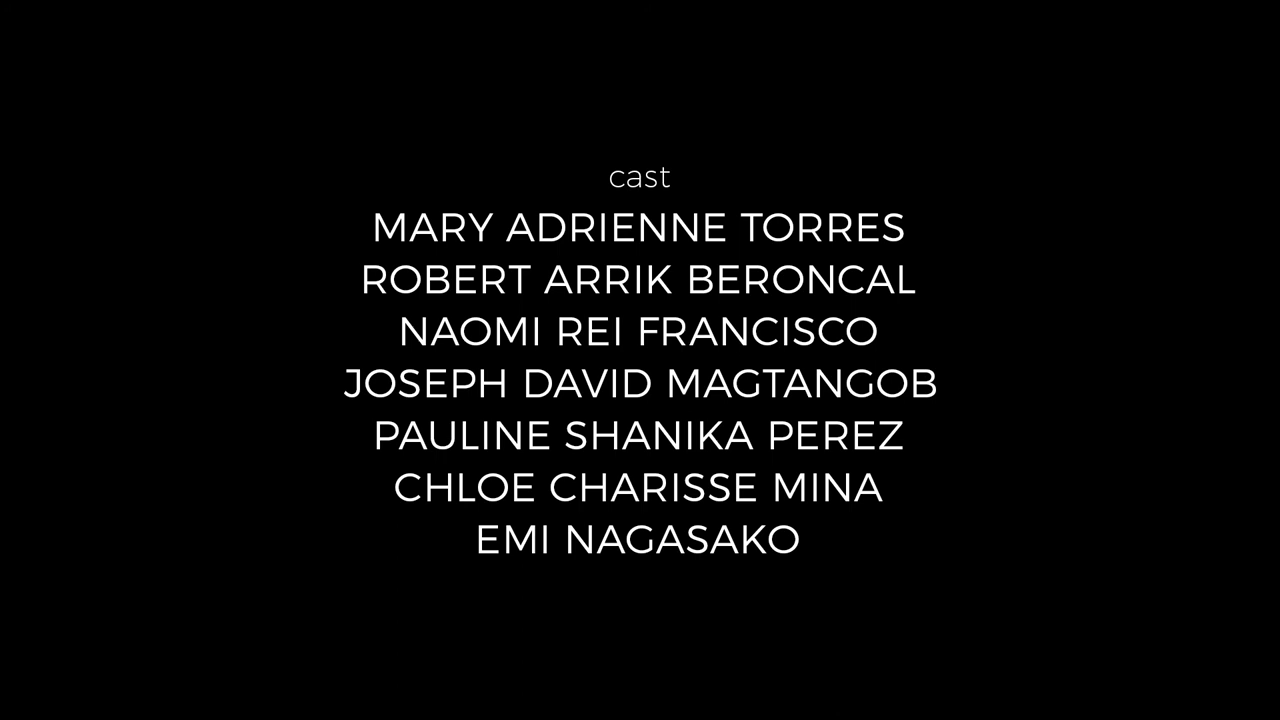 cast
MARY ADRIENNE TORRES
ROBERT ARRIK BERONCAL
NAOMI REI FRANCISCO
JOSEPH DAVID MAGTANGOB
PAULINE SHANIKA PEREZ
CHLOE CHARISSE MINA
EMI NAGASAKO